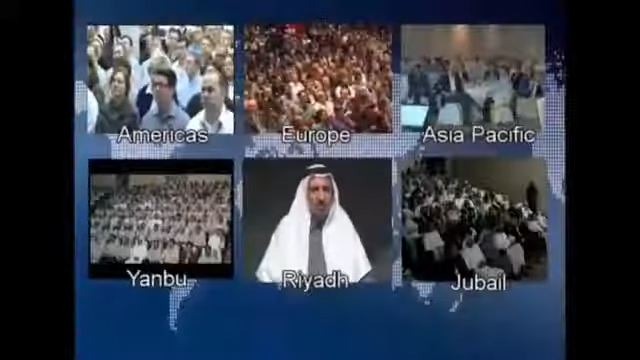 Americas
Europe
Asia Pacific
Yanbu
Riyadh
Jubail